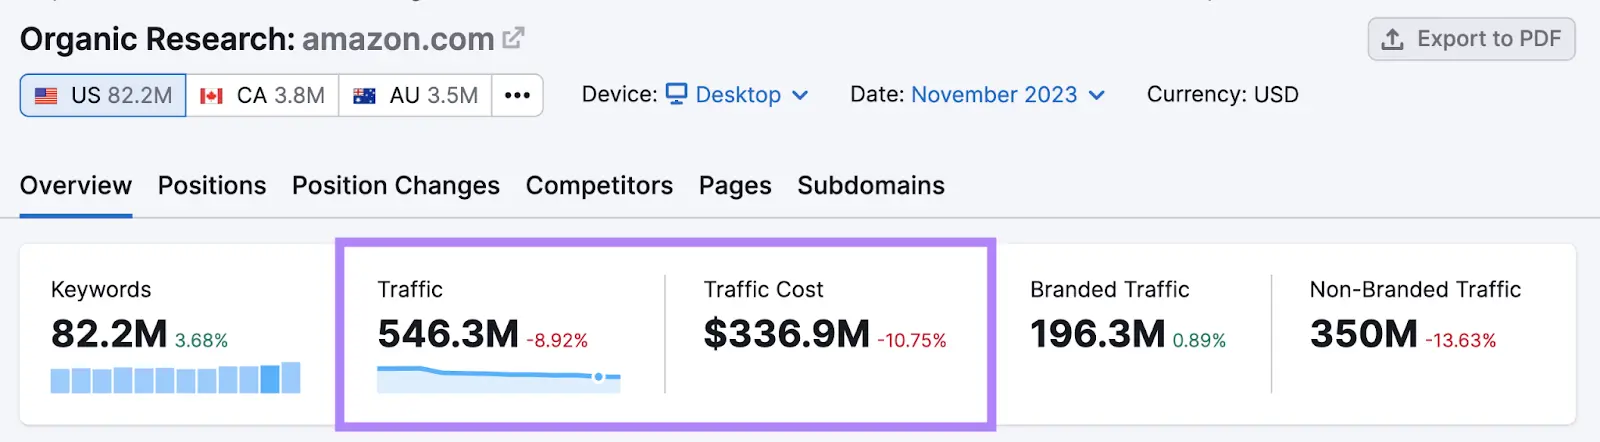 Organic Research: amazon.com
Export to PDF
US 82.2M CA 3.8M AU 3.5M ••• Device: Desktop Date: November 2023 Currency: USD
Overview Positions Position Changes Competitors Pages Subdomains
Keywords Traffic Traffic Cost Branded Traffic Non-Branded Traffic
82.2M 3.68% 546.3M -8.92% $336.9M -10.75% 196.3M 0.89% 350M -13.63%